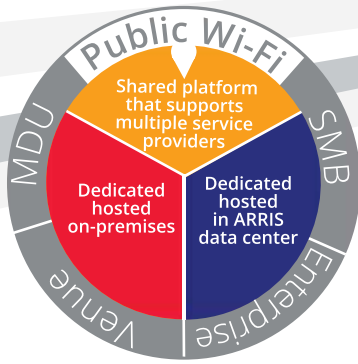 Public Wi-Fi
Shared platform
that supports
multiple service
providers
MDU
SMB
Dedicated
hosted
on-premises
Dedicated
hosted
in ARRIS
data center
Venue
Enterprise